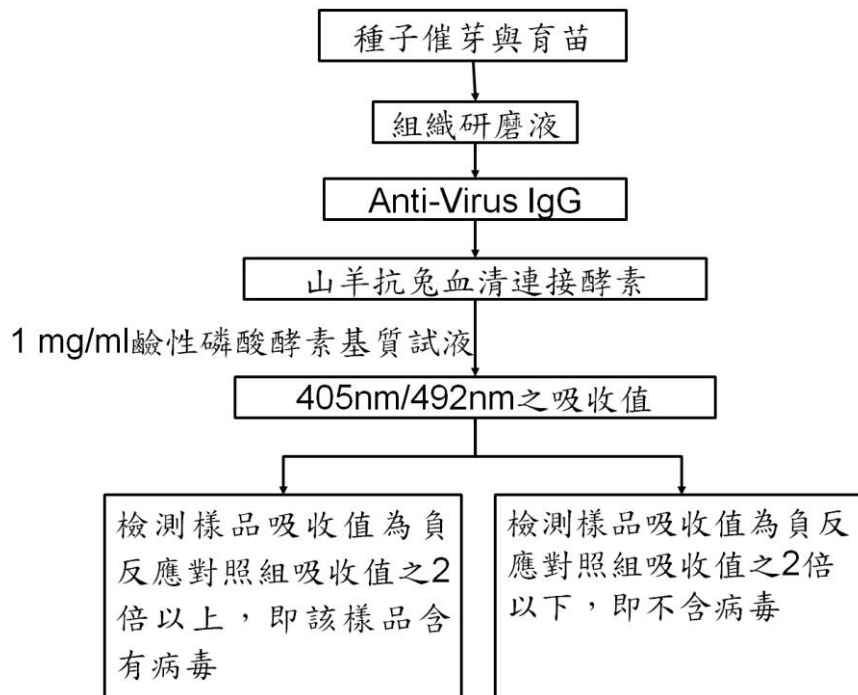 種子催芽與育苗
組織研磨液
Anti-Virus IgG
山羊抗兔血清連接酵素
1 mg/ml鹼性磷酸酵素基質試液
405nm/492nm之吸收值
檢測樣品吸收值為負
反應對照組吸收值之2
倍以上，即該樣品含
有病毒
檢測樣品吸收值為負反
應對照組吸收值之2倍
以下，即不含病毒